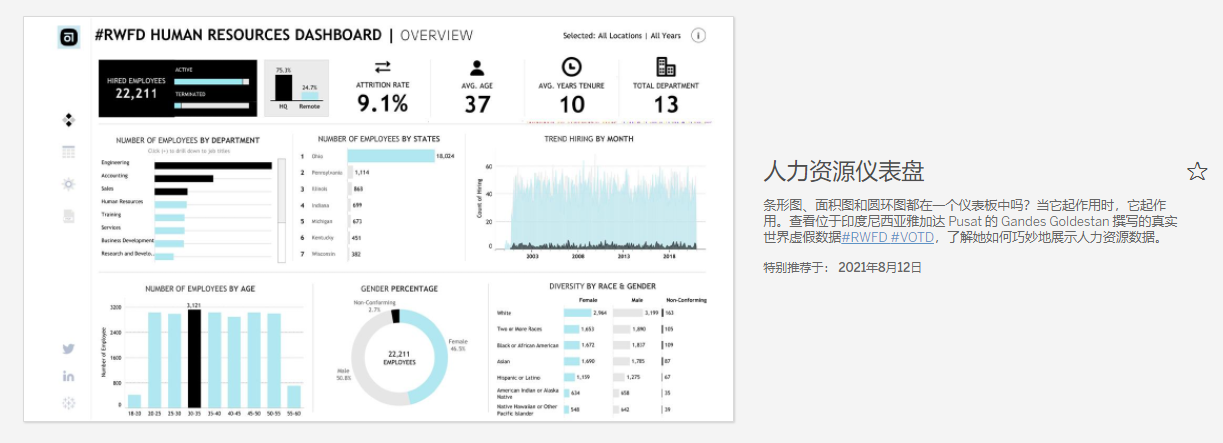 #RWFD HUMAN RESOURCES DASHBOARD | OVERVIEW
Selected: All Locations | All Years
HIRED EMPLOYEES
22,211
ACTIVE
TERMINATED
75.3%
24.7%
HQ Remote
ATTRITION RATE
9.1%
AVG. AGE
37
AVG. YEARS TENURE
10
TOTAL DEPARTMENT
13
NUMBER OF EMPLOYEES BY DEPARTMENT
Click (+) to drill down to job titles
Engineering
Accounting
Sales
Human Resources
Training
Services
Business Development
Research and Develo..
NUMBER OF EMPLOYEES BY STATES
1 Ohio 18,024
2 Pennsylvania 1,114
3 Illinois 863
4 Indiana 699
5 Michigan 673
6 Kentucky 451
7 Wisconsin 382
TREND HIRING BY MONTH
Count of Hiring
60
40
20
0
2003 2008 2013 2018
NUMBER OF EMPLOYEES BY AGE
Number of Employee
3200
2400
1600
800
0
3,121
18-20 20-25 25-30 30-35 35-40 40-45 45-50 50-55 55-60
GENDER PERCENTAGE
Non-Conforming
2.7%
Female
46.5%
Male
50.8%
22,211
EMPLOYEES
DIVERSITY BY RACE & GENDER
Female Male Non-Conforming
White 2,964 3,199 163
Two or More Races 1,653 1,890 105
Black or African American 1,672 1,837 109
Asian 1,690 1,785 87
Hispanic or Latino 1,159 1,275 67
American Indian or Alaska
Native 634 658 35
Native Hawaiian or Other
Pacific Islander 548 642 39
人力资源仪表盘
条形图、面积图和圆环图都在一个仪表板中吗？当它起作用时，它起作
用。查看位于印度尼西亚雅加达 Pusat 的 Gandes Goldestan 撰写的真实
世界虚假数据#RWFD #VOTD，了解她如何巧妙地展示人力资源数据。
特别推荐于： 2021年8月12日